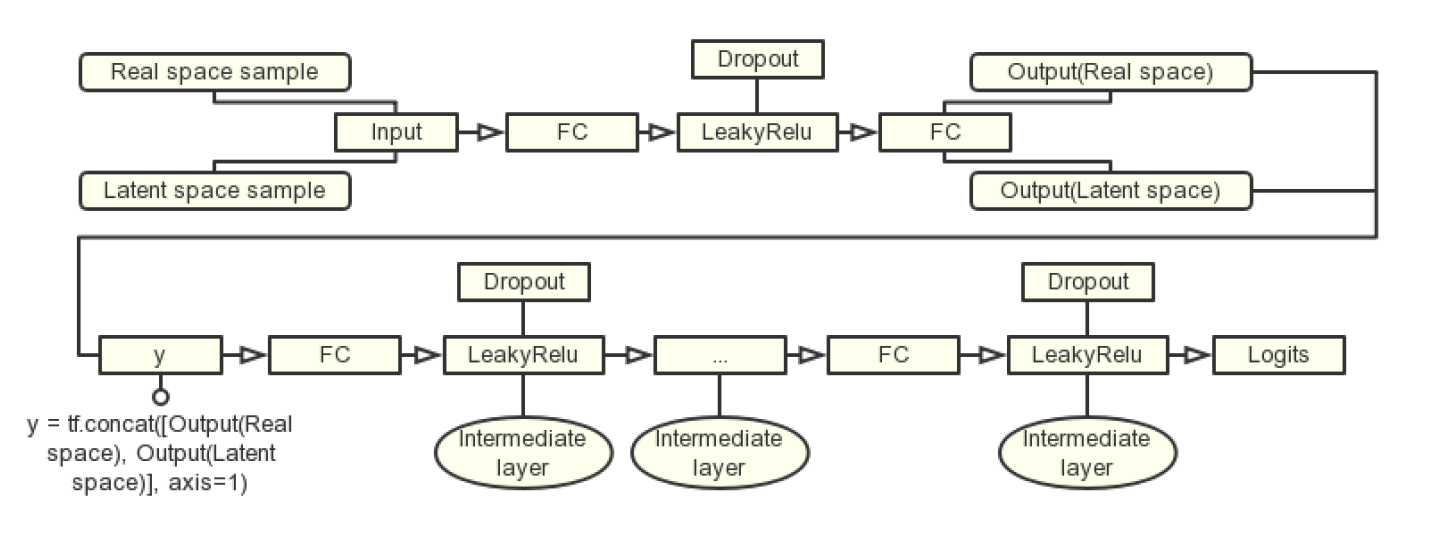 Dropout
Real space sample
Output(Real space)
Input
FC
LeakyRelu
FC
Latent space sample
Output(Latent space)
Dropout
Dropout
y
FC
LeakyRelu
...
FC
LeakyRelu
Logits
y = tf.concat([Output(Real
space), Output(Latent
space)], axis=1)
Intermediate
layer
Intermediate
layer
Intermediate
layer